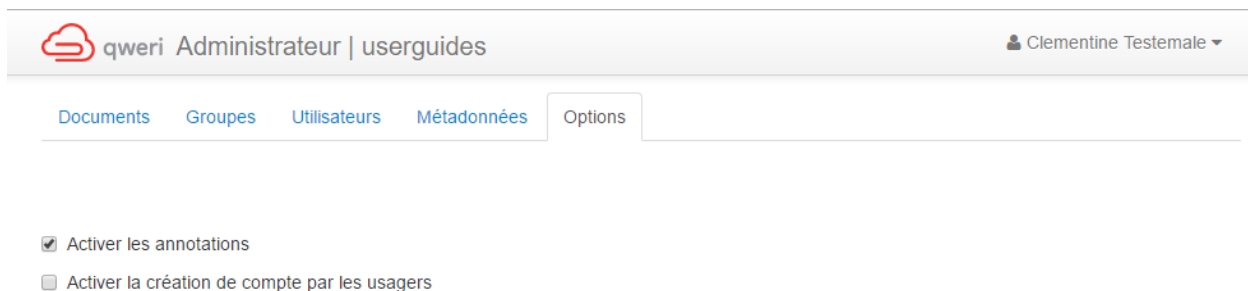 qweri Administrateur | userguides Clementine Testemale
Documents Groupes Utilisateurs Métadonnées Options
Activer les annotations
Activer la création de compte par les usagers